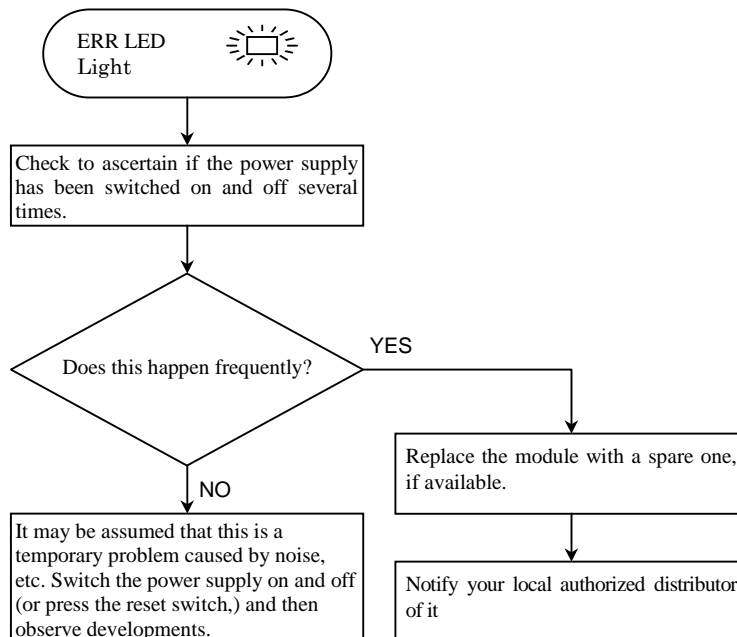 ERR LED
Light
Check to ascertain if the power supply
has been switched on and off several
times.
Does this happen frequently?
YES
NO
Replace the module with a spare one,
if available.
It may be assumed that this is a
temporary problem caused by noise,
etc. Switch the power supply on and off
(or press the reset switch,) and then
observe developments.
Notify your local authorized distributor
of it